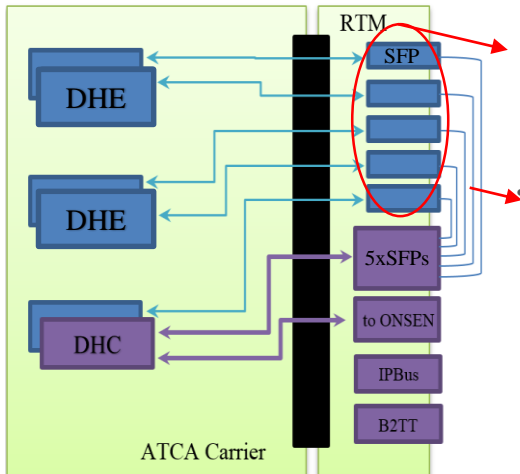 RTM
SFP
DHE
DHE
5xSFPs
to ONSEN
DHC
IPBus
B2TT
ATCA Carrier